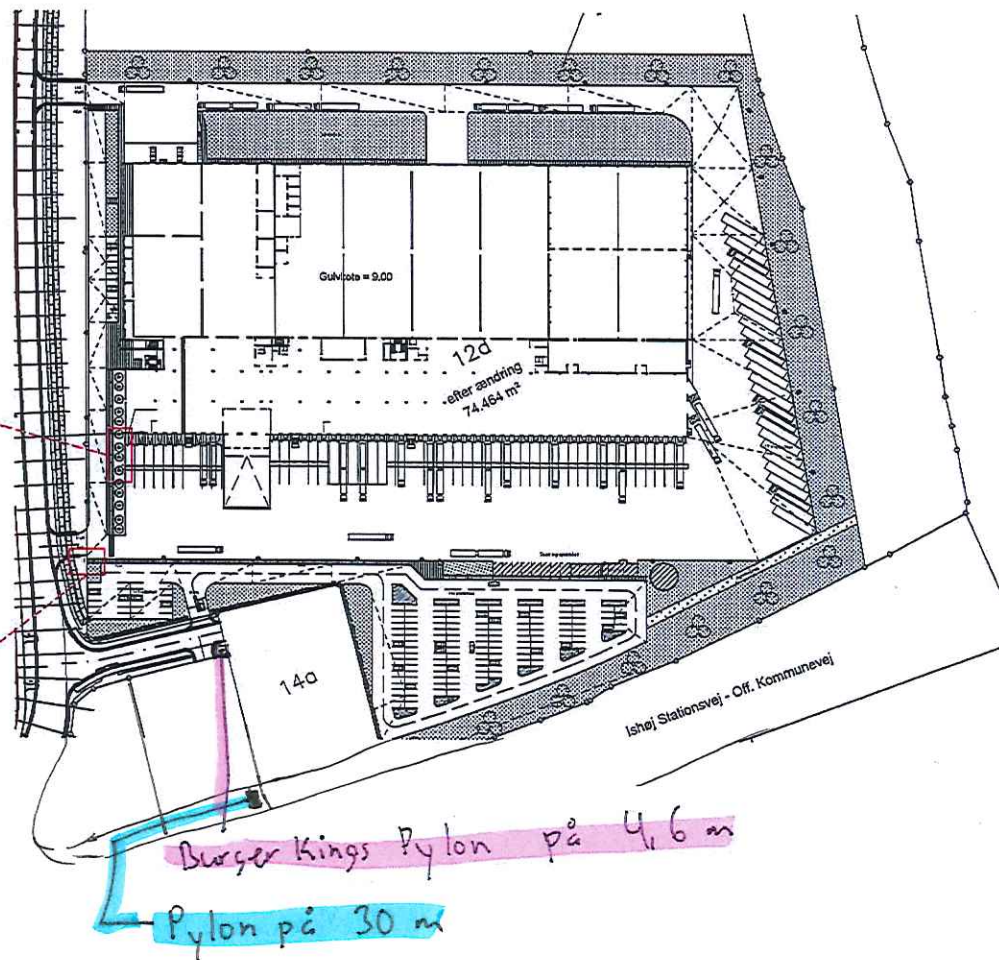 Gulvkote = 9.00
12d
efter ændring
74.464 m²
14a
Ishøj Stationsvej - Off. Kommunevej
Burger Kings Pylon på 4,6 m
Pylon på 30 m